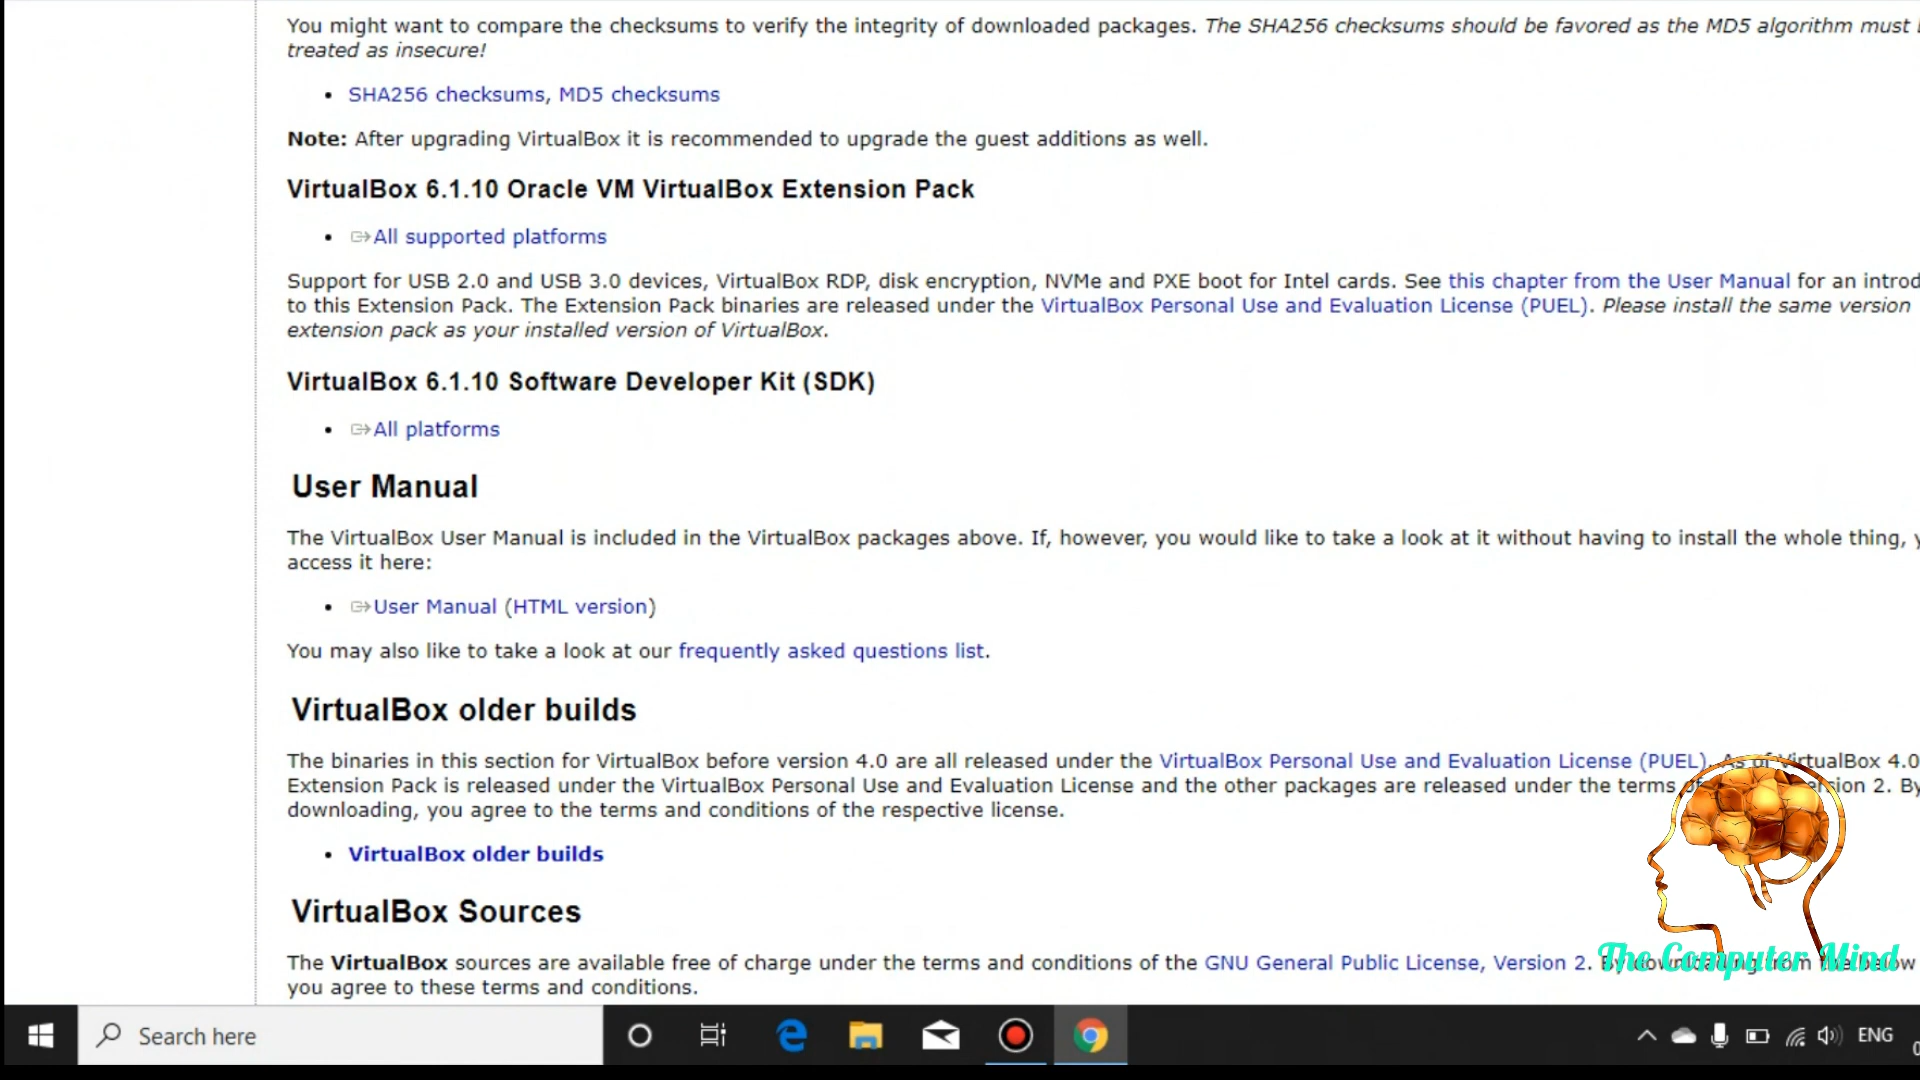 You might want to compare the checksums to verify the integrity of downloaded packages. The SHA256 checksums should be favored as the MD5 algorithm must
treated as insecure!
• SHA256 checksums, MD5 checksums
Note: After upgrading VirtualBox it is recommended to upgrade the guest additions as well.
VirtualBox 6.1.10 Oracle VM VirtualBox Extension Pack
• All supported platforms
Support for USB 2.0 and USB 3.0 devices, VirtualBox RDP, disk encryption, NVMe and PXE boot for Intel cards. See this chapter from the User Manual for an introd
to this Extension Pack. The Extension Pack binaries are released under the VirtualBox Personal Use and Evaluation License (PUEL). Please install the same version
extension pack as your installed version of VirtualBox.
VirtualBox 6.1.10 Software Developer Kit (SDK)
• All platforms
User Manual
The VirtualBox User Manual is included in the VirtualBox packages above. If, however, you would like to take a look at it without having to install the whole thing,
access it here:
• User Manual (HTML version)
You may also like to take a look at our frequently asked questions list.
VirtualBox older builds
The binaries in this section for VirtualBox before version 4.0 are all released under the VirtualBox Personal Use and Evaluation License (PUEL). As of VirtualBox 4.0
Extension Pack is released under the VirtualBox Personal Use and Evaluation License and the other packages are released under the terms 2. By
downloading, you agree to the terms and conditions of the respective license.
• VirtualBox older builds
VirtualBox Sources
The VirtualBox sources are available free of charge under the terms and conditions of the GNU General Public License, Version 2. By downloading from the below
you agree to these terms and conditions.
The Computer Mind
Search here
ENG